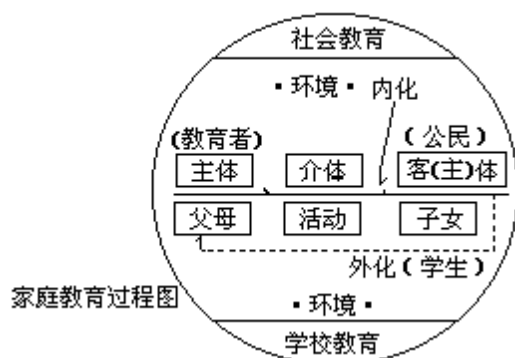 社会教育
·环境· 内化
(教育者) (公民)
主体 介体 客(主)体
父母 活动 子女
外化(学生)
家庭教育过程图 ·环境·
学校教育